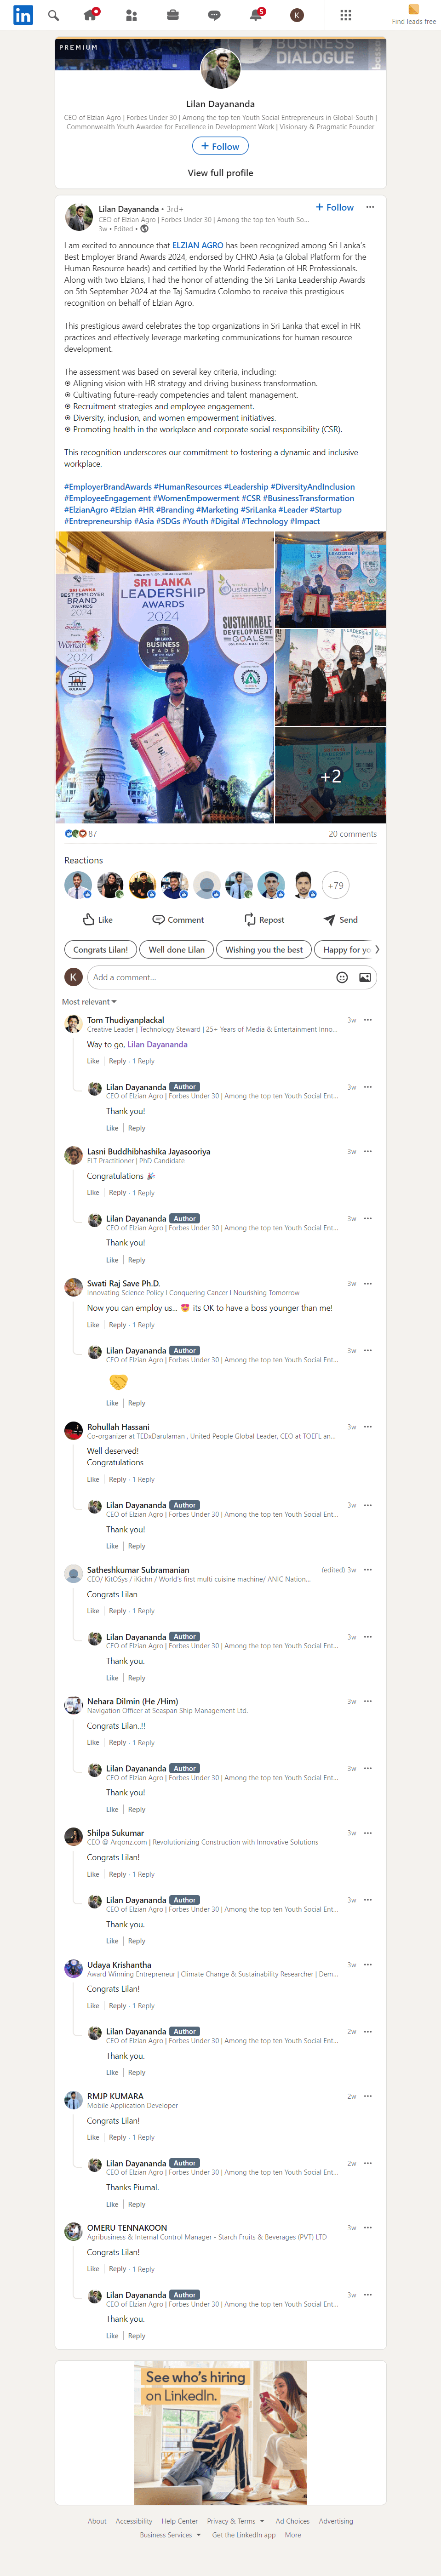 in
5
K
Find leads free
PREMIUM
BUSINESS
DIALOGUE
Lilan Dayananda
CEO of Elzian Agro | Forbes Under 30 | Among the top ten Youth Social Entrepreneurs in Global-South |
Commonwealth Youth Awardee for Excellence in Development Work | Visionary & Pragmatic Founder
+ Follow
View full profile
Lilan Dayananda • 3rd+
+ Follow
CEO of Elzian Agro | Forbes Under 30 | Among the top ten Youth So...
3w • Edited •
I am excited to announce that ELZIAN AGRO has been recognized among Sri Lanka's
Best Employer Brand Awards 2024, endorsed by CHRO Asia (a Global Platform for the
Human Resource heads) and certified by the World Federation of HR Professionals.
Along with two Elzians, I had the honor of attending the Sri Lanka Leadership Awards
on 5th September 2024 at the Taj Samudra Colombo to receive this prestigious
recognition on behalf of Elzian Agro.
This prestigious award celebrates the top organizations in Sri Lanka that excel in HR
practices and effectively leverage marketing communications for human resource
development.
The assessment was based on several key criteria, including:
⦿ Aligning vision with HR strategy and driving business transformation.
⦿ Cultivating future-ready competencies and talent management.
⦿ Recruitment strategies and employee engagement.
⦿ Diversity, inclusion, and women empowerment initiatives.
⦿ Promoting health in the workplace and corporate social responsibility (CSR).
This recognition underscores our commitment to fostering a dynamic and inclusive
workplace.
#EmployerBrandAwards #HumanResources #Leadership #DiversityAndInclusion
#EmployeeEngagement #WomenEmpowerment #CSR #BusinessTransformation
#ElzianAgro #Elzian #HR #Branding #Marketing #SriLanka #Leader #Startup
#Entrepreneurship #Asia #SDGs #Youth #Digital #Technology #Impact
SRI LANKA
BEST EMPLOYER
BRAND
AWARDS
2024
SRI LANKA
LEADERSHIP
AWARDS
2024
SRI LANKA
BUSINESS
LEADER
OF THE YEAR
Sustainability
SUSTAINABLE
DEVELOPMENT
GOALS
Woman
LEADERS
2024
+2
87
20 comments
Reactions
+79
Like
Comment
Repost
Send
Congrats Lilan!
Well done Lilan
Wishing you the best
Happy for yo
K
Add a comment...
Most relevant
Tom Thudiyanplackal
3w
Creative Leader | Technology Steward | 25+ Years of Media & Entertainment Inno...
Way to go, Lilan Dayananda
Like | Reply · 1 Reply
Lilan Dayananda Author
3w
CEO of Elzian Agro | Forbes Under 30 | Among the top ten Youth Social Ent...
Thank you!
Like | Reply
Lasni Buddhibhashika Jayasooriya
3w
ELT Practitioner | PhD Candidate
Congratulations 🎉
Like | Reply · 1 Reply
Lilan Dayananda Author
3w
CEO of Elzian Agro | Forbes Under 30 | Among the top ten Youth Social Ent...
Thank you!
Like | Reply
Swati Raj Save Ph.D.
3w
Innovating Science Policy I Conquering Cancer I Nourishing Tomorrow
Now you can employ us... 😍 its OK to have a boss younger than me!
Like | Reply · 1 Reply
Lilan Dayananda Author
3w
CEO of Elzian Agro | Forbes Under 30 | Among the top ten Youth Social Ent...
🤝
Like | Reply
Rohullah Hassani
3w
Co-organizer at TEDxDarulaman , United People Global Leader, CEO at TOEFL an...
Well deserved!
Congratulations
Like | Reply · 1 Reply
Lilan Dayananda Author
3w
CEO of Elzian Agro | Forbes Under 30 | Among the top ten Youth Social Ent...
Thank you!
Like | Reply
Satheshkumar Subramanian
(edited) 3w
CEO/ KitOSys / iKichn / World's first multi cuisine machine/ ANIC Nation...
Congrats Lilan
Like | Reply · 1 Reply
Lilan Dayananda Author
3w
CEO of Elzian Agro | Forbes Under 30 | Among the top ten Youth Social Ent...
Thank you.
Like | Reply
Nehara Dilmin (He /Him)
3w
Navigation Officer at Seaspan Ship Management Ltd.
Congrats Lilan..!!
Like | Reply · 1 Reply
Lilan Dayananda Author
3w
CEO of Elzian Agro | Forbes Under 30 | Among the top ten Youth Social Ent...
Thank you!
Like | Reply
Shilpa Sukumar
3w
CEO @ Arqonz.com | Revolutionizing Construction with Innovative Solutions
Congrats Lilan!
Like | Reply · 1 Reply
Lilan Dayananda Author
3w
CEO of Elzian Agro | Forbes Under 30 | Among the top ten Youth Social Ent...
Thank you.
Like | Reply
Udaya Krishantha
3w
Award Winning Entrepreneur | Climate Change & Sustainability Researcher | Dem...
Congrats Lilan!
Like | Reply · 1 Reply
Lilan Dayananda Author
2w
CEO of Elzian Agro | Forbes Under 30 | Among the top ten Youth Social Ent...
Thank you.
Like | Reply
RMJP KUMARA
2w
Mobile Application Developer
Congrats Lilan!
Like | Reply · 1 Reply
Lilan Dayananda Author
2w
CEO of Elzian Agro | Forbes Under 30 | Among the top ten Youth Social Ent...
Thanks Piumal.
Like | Reply
OMERU TENNAKOON
3w
Agribusiness & Internal Control Manager - Starch Fruits & Beverages (PVT) LTD
Congrats Lilan!
Like | Reply · 1 Reply
Lilan Dayananda Author
3w
CEO of Elzian Agro | Forbes Under 30 | Among the top ten Youth Social Ent...
Thank you.
Like | Reply
See who's hiring
on LinkedIn.
About Accessibility Help Center Privacy & Terms Ad Choices Advertising
Business Services Get the LinkedIn app More